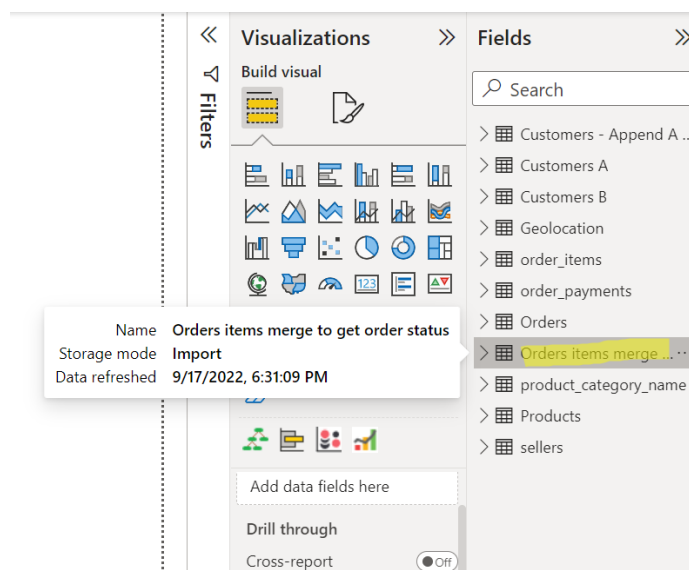 Visualizations
Build visual
Filters
Name Orders items merge to get order status
Storage mode Import
Data refreshed 9/17/2022, 6:31:09 PM
123
Add data fields here
Drill through
Cross-report
Off
Fields
Search
Customers - Append A ...
Customers A
Customers B
Geolocation
order_items
order_payments
Orders
Orders items merge ...
product_category_name
Products
sellers